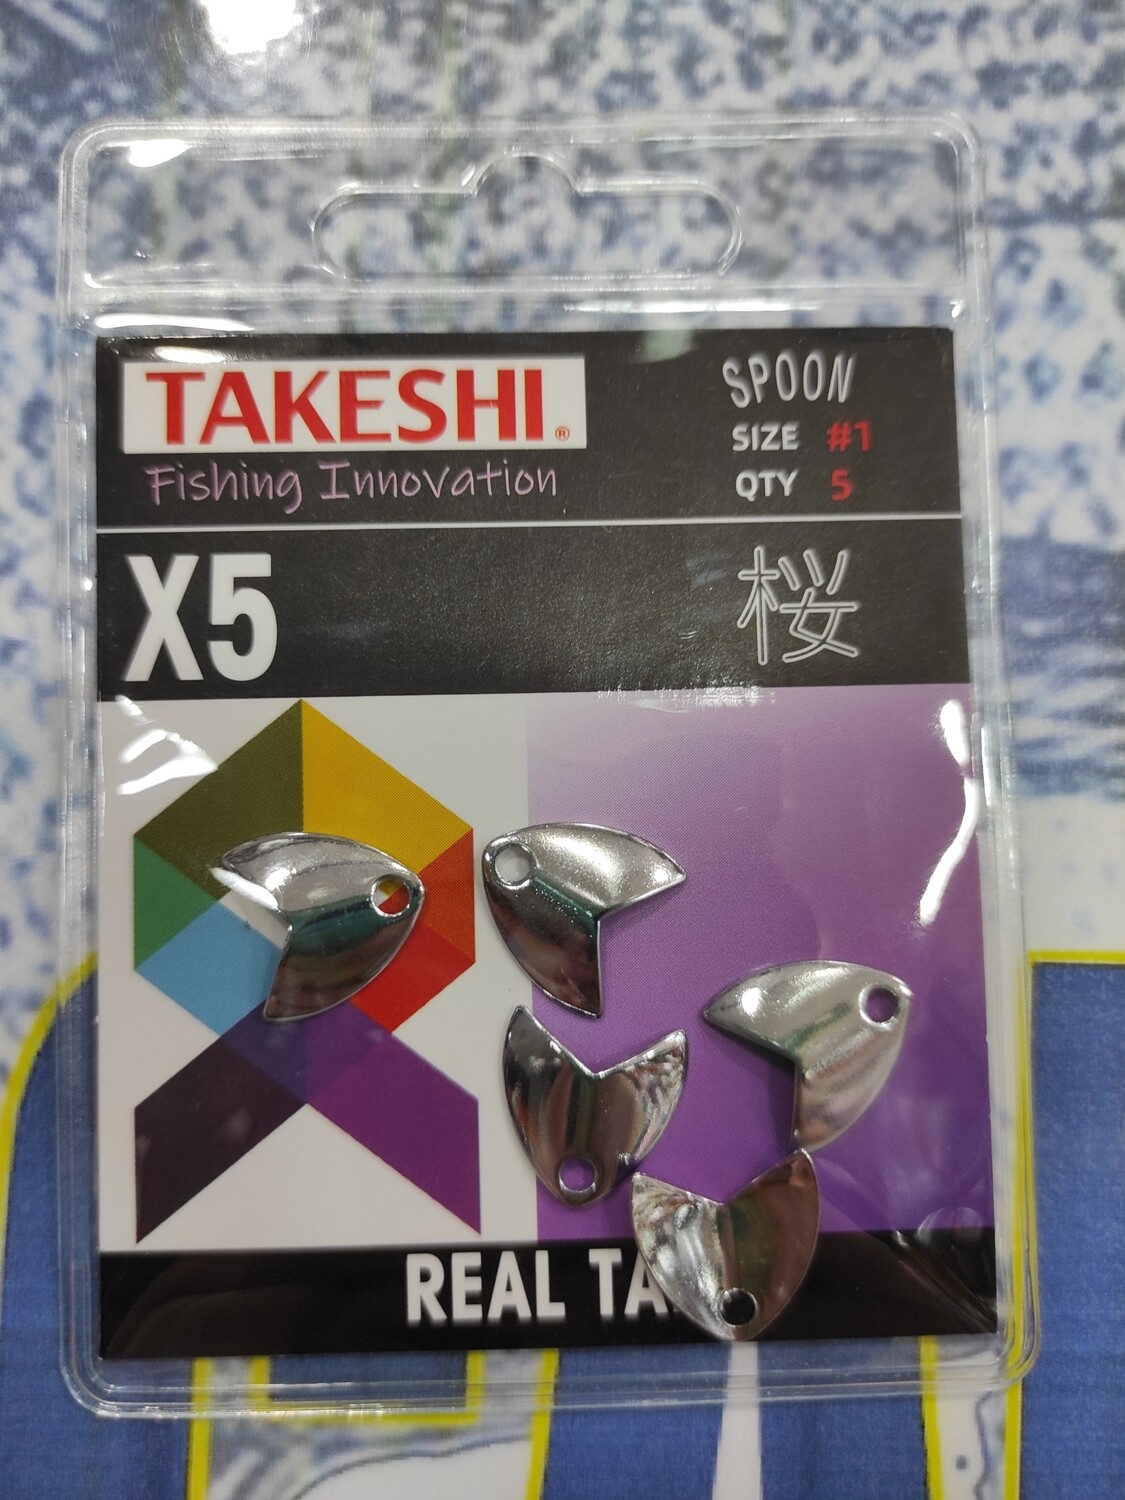 TAKESHI®
Fishing Innovation
SPOON
SIZE #1
QTY 5
X5
桜
REAL